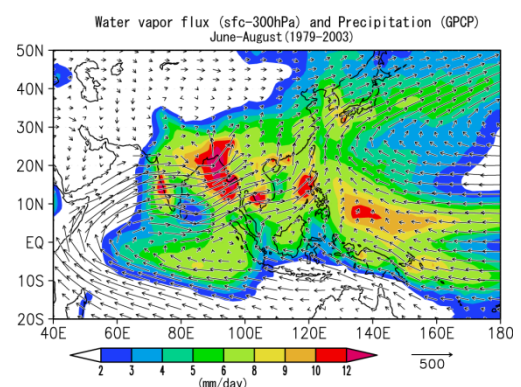 Water vapor flux (sfc-300hPa) and Precipitation (GPCP)
June-August(1979-2003)
50N
40N
30N
20N
10N
EQ
10S
20S
40E 60E 80E 100E 120E 140E 160E 180
2 3 4 5 6 8 9 10 12
(mm/day)
500